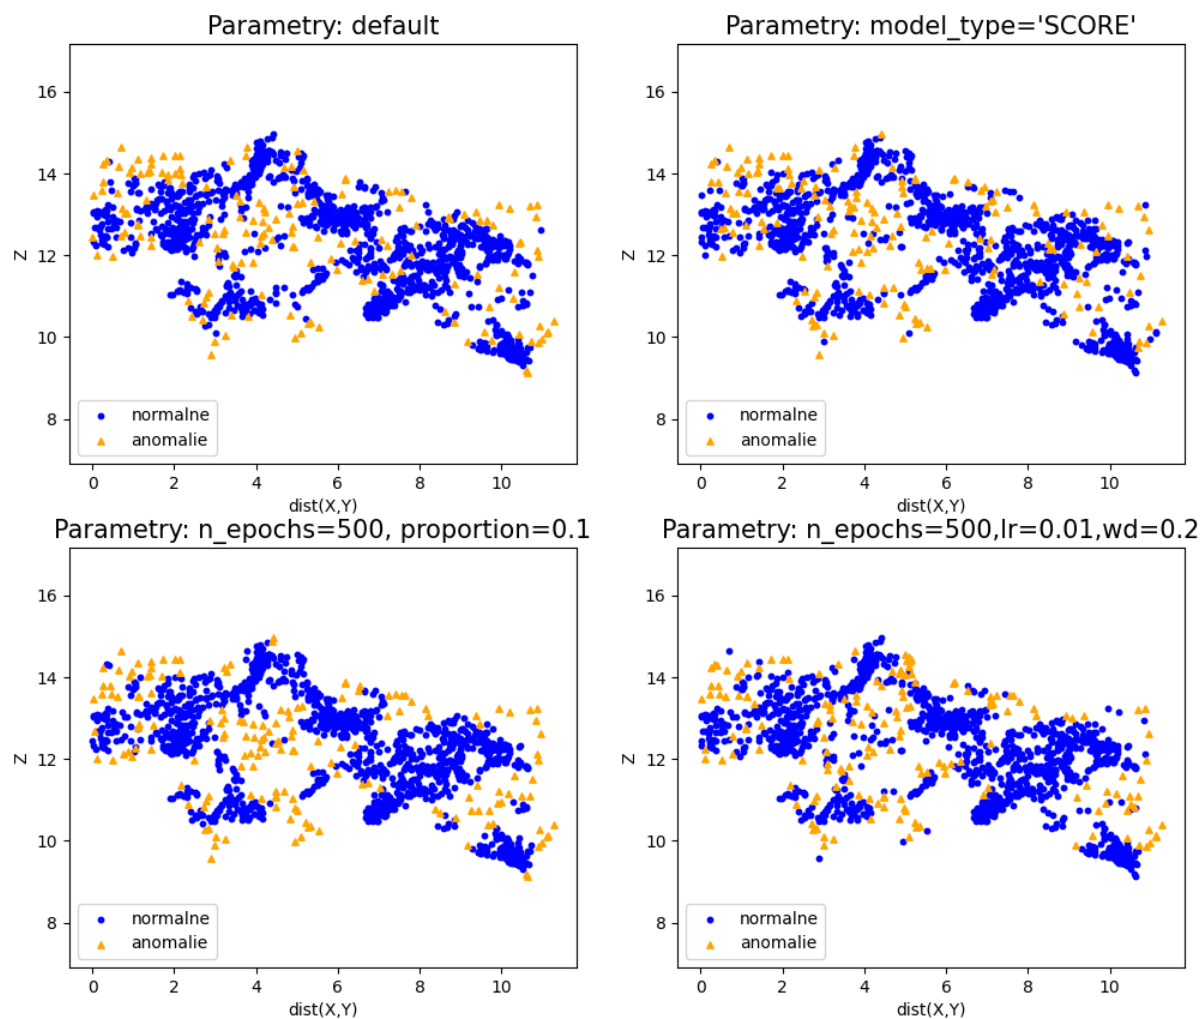 Parametry: default
16
14
12
10
8
Z
0 2 4 6 8 10
dist(X,Y)
normalne
anomalie
Parametry: model_type='SCORE'
16
14
12
10
8
Z
0 2 4 6 8 10
dist(X,Y)
normalne
anomalie
Parametry: n_epochs=500, proportion=0.1
16
14
12
10
8
Z
0 2 4 6 8 10
dist(X,Y)
normalne
anomalie
Parametry: n_epochs=500,lr=0.01,wd=0.2
16
14
12
10
8
Z
0 2 4 6 8 10
dist(X,Y)
normalne
anomalie